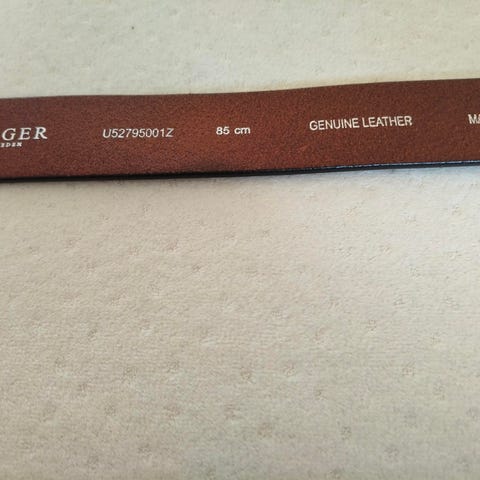 GER
EDEN
U52795001Z
85 cm
GENUINE LEATHER
MA